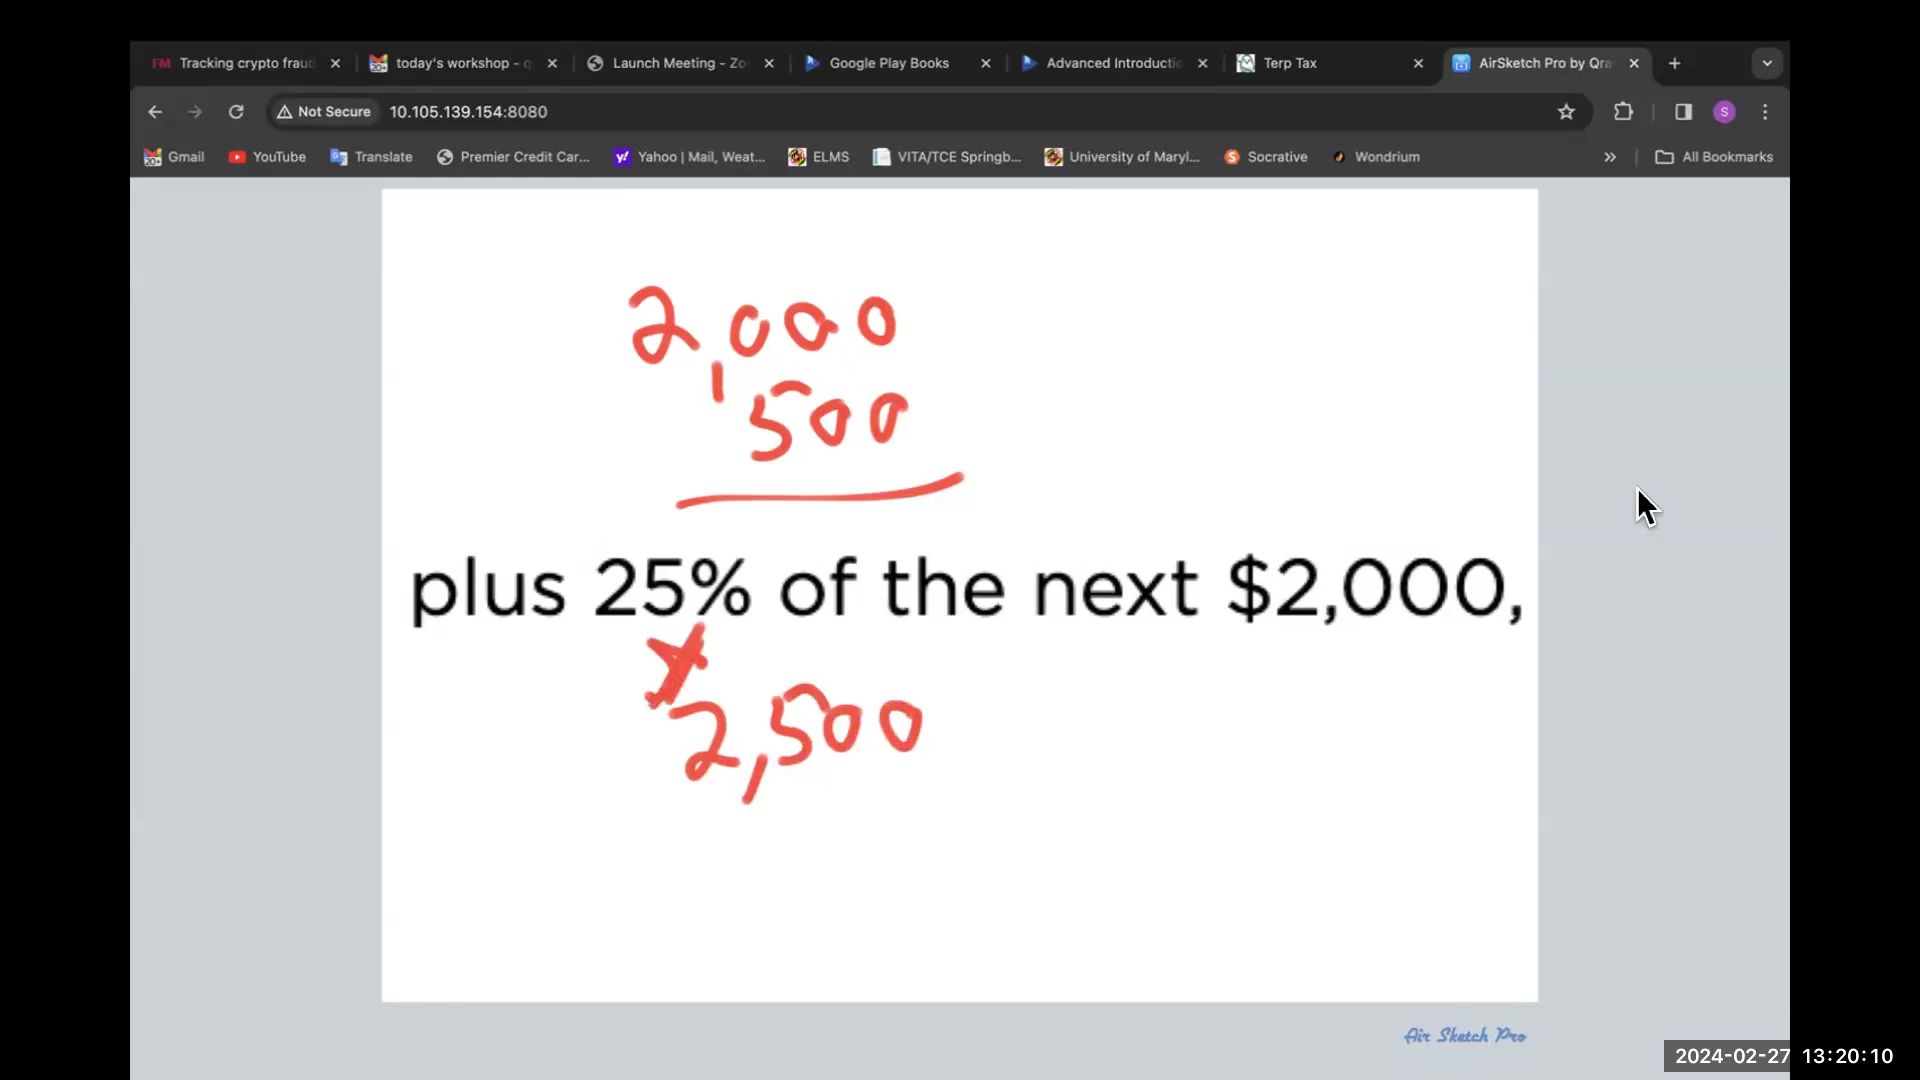 Tracking crypto fraud
today's workshop - q
Launch Meeting - Zo
Google Play Books
Advanced Introductio
Terp Tax
AirSketch Pro by Qra
Not Secure
10.105.139.154:8080
S
Gmail
YouTube
Translate
Premier Credit Car...
Yahoo | Mail, Weat...
ELMS
VITA/TCE Springb...
University of Maryl...
Socrative
Wondrium
All Bookmarks
2,000
500
plus 25% of the next $2,000,
2,500
Air Sketch Pro
2024-02-27 13:20:10